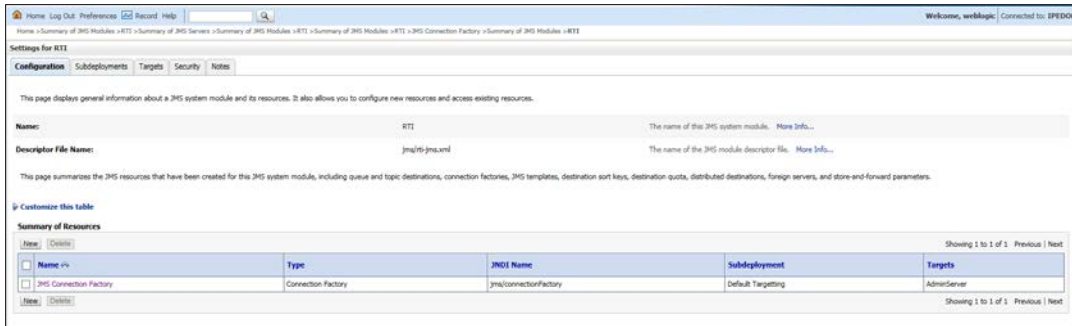 Home Log Out Preferences Record Help
Welcome, weblogic Connected to: IPEDO
Home >Summary of JMS Modules >RTI >Summary of JMS Servers >Summary of JMS Modules >RTI >Summary of JMS Modules >RTI >JMS Connection Factory >Summary of JMS Modules >RTI
Settings for RTI
Configuration Subdeployments Targets Security Notes
This page displays general information about a JMS system module and its resources. It also allows you to configure new resources and access existing resources.
Name: RTI The name of this JMS system module. More Info...
Descriptor File Name: jms/rti-jms.xml The name of the JMS module descriptor file. More Info...
This page summarizes the JMS resources that have been created for this JMS system module, including queue and topic destinations, connection factories, JMS templates, destination sort keys, destination quota, distributed destinations, foreign servers, and store-and-forward parameters.
Customize this table
Summary of Resources
New Delete Showing 1 to 1 of 1 Previous | Next
Name Type JNDI Name Subdeployment Targets
JMS Connection Factory Connection Factory jms/connectionFactory Default Targetting AdminServer
New Delete Showing 1 to 1 of 1 Previous | Next